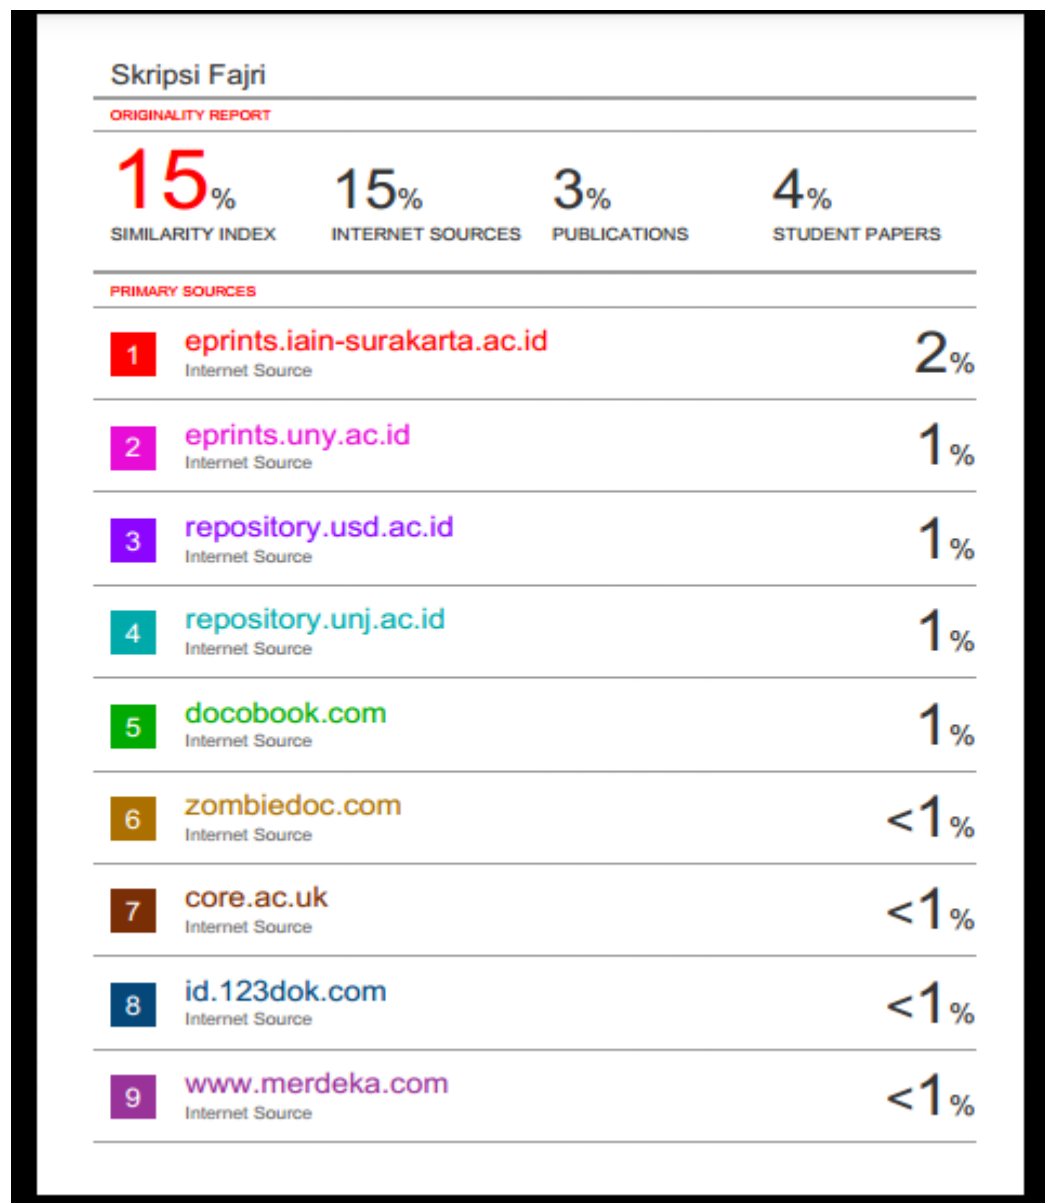 Skripsi Fajri
ORIGINALITY REPORT
15% 15% 3% 4%
SIMILARITY INDEX INTERNET SOURCES PUBLICATIONS STUDENT PAPERS
PRIMARY SOURCES
1 eprints.iain-surakarta.ac.id 2%
Internet Source
2 eprints.uny.ac.id 1%
Internet Source
3 repository.usd.ac.id 1%
Internet Source
4 repository.unj.ac.id 1%
Internet Source
5 docobook.com 1%
Internet Source
6 zombiedoc.com <1%
Internet Source
7 core.ac.uk <1%
Internet Source
8 id.123dok.com <1%
Internet Source
9 www.merdeka.com <1%
Internet Source